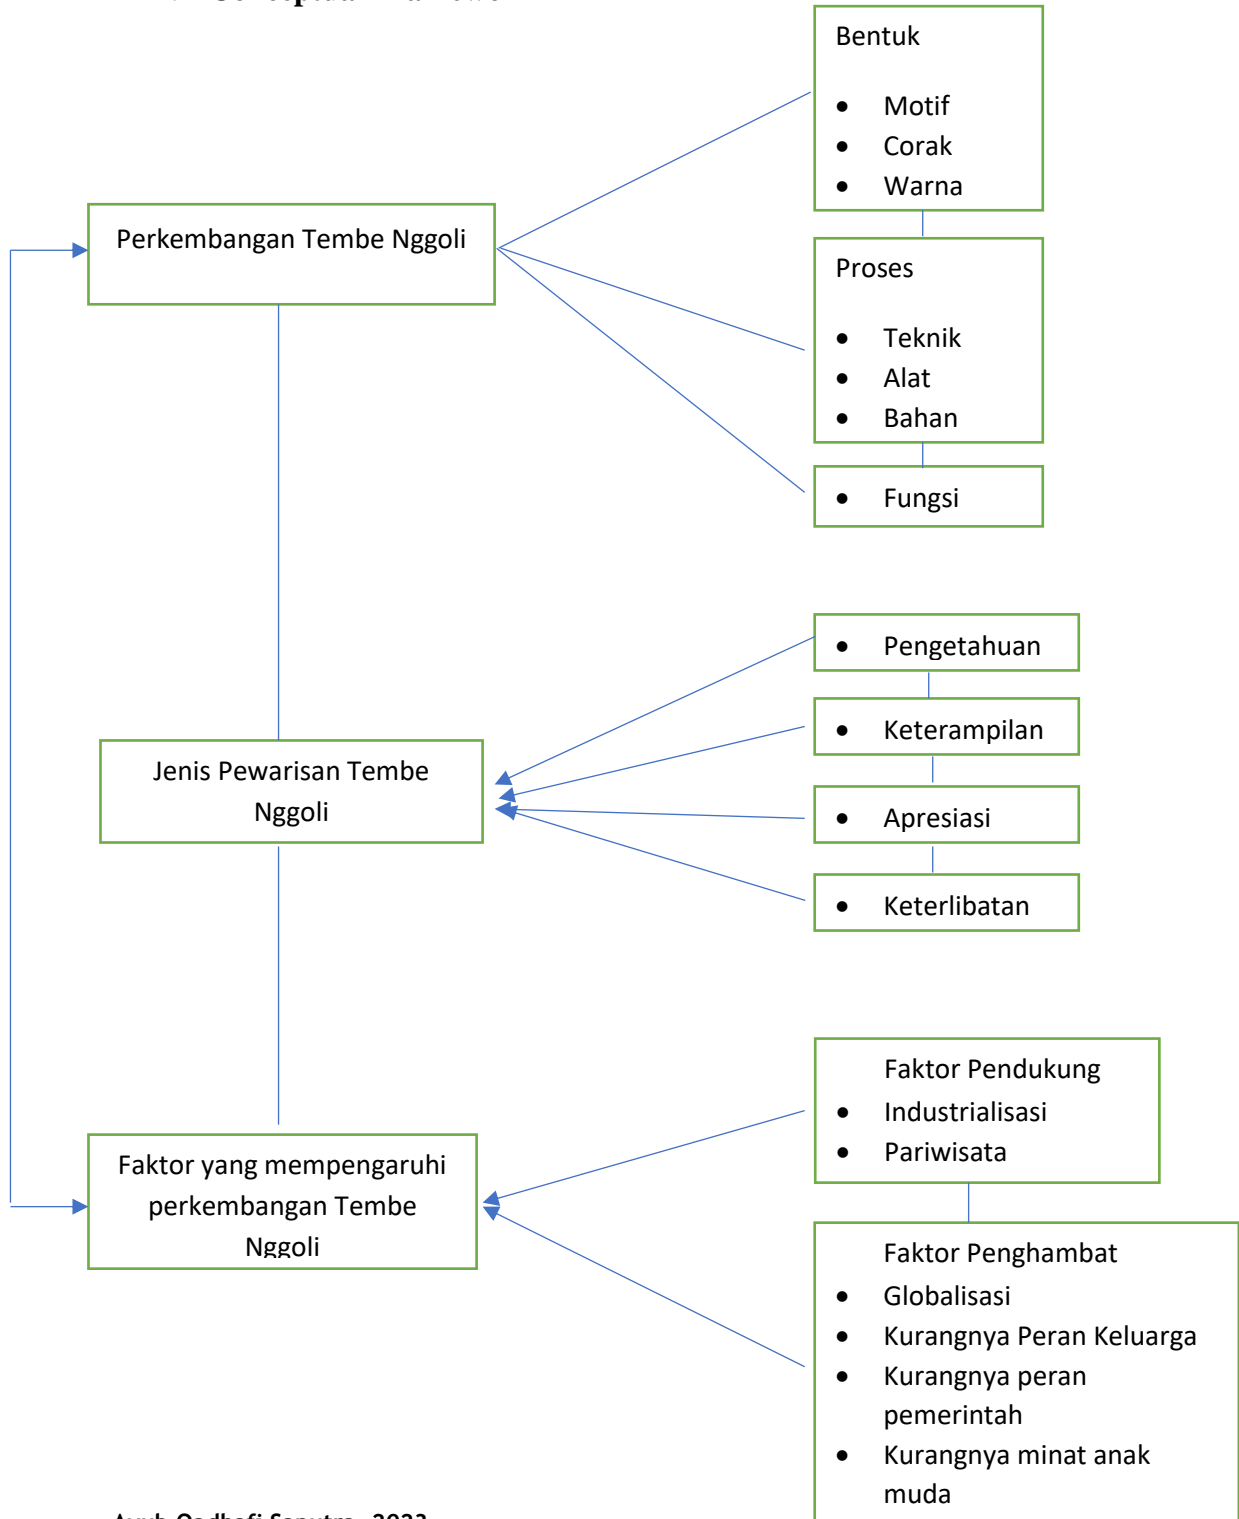 Bentuk
• Motif
• Corak
• Warna
Perkembangan Tembe Nggoli
Proses
• Teknik
• Alat
• Bahan
• Fungsi
• Pengetahuan
• Keterampilan
Jenis Pewarisan Tembe
Nggoli
• Apresiasi
• Keterlibatan
Faktor Pendukung
• Industrialisasi
• Pariwisata
Faktor yang mempengaruhi
perkembangan Tembe
Nggoli
Faktor Penghambat
• Globalisasi
• Kurangnya Peran Keluarga
• Kurangnya peran
pemerintah
• Kurangnya minat anak
muda